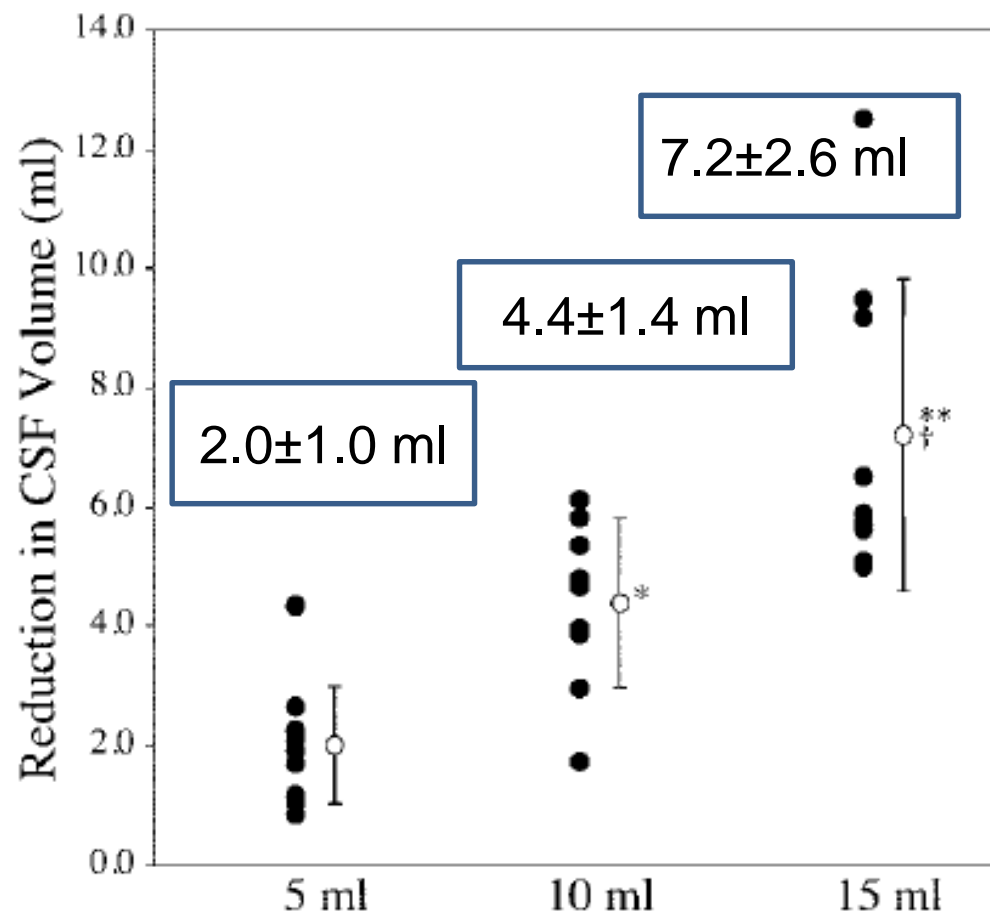 Reduction in CSF Volume (ml)
14.0
12.0
10.0
8.0
6.0
4.0
2.0
0.0
7.2±2.6 ml
4.4±1.4 ml
2.0±1.0 ml
**
†
*
5 ml
10 ml
15 ml